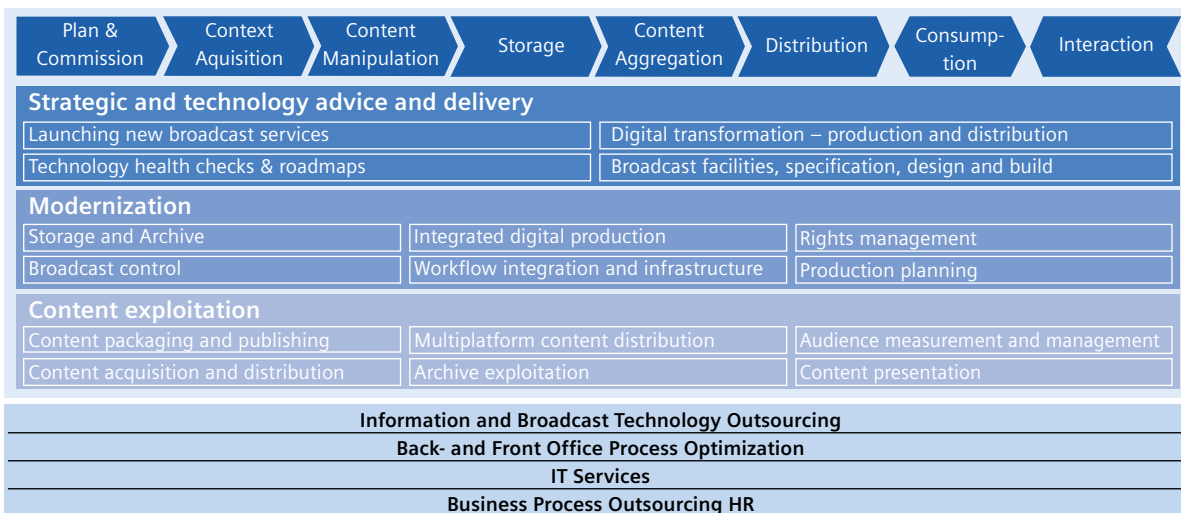 Plan &
Commission
Context
Aquisition
Content
Manipulation
Storage
Content
Aggregation
Distribution
Consump-
tion
Interaction
Strategic and technology advice and delivery
Launching new broadcast services
Digital transformation – production and distribution
Technology health checks & roadmaps
Broadcast facilities, specification, design and build
Modernization
Storage and Archive
Integrated digital production
Rights management
Broadcast control
Workflow integration and infrastructure
Production planning
Content exploitation
Content packaging and publishing
Multiplatform content distribution
Audience measurement and management
Content acquisition and distribution
Archive exploitation
Content presentation
Information and Broadcast Technology Outsourcing
Back- and Front Office Process Optimization
IT Services
Business Process Outsourcing HR